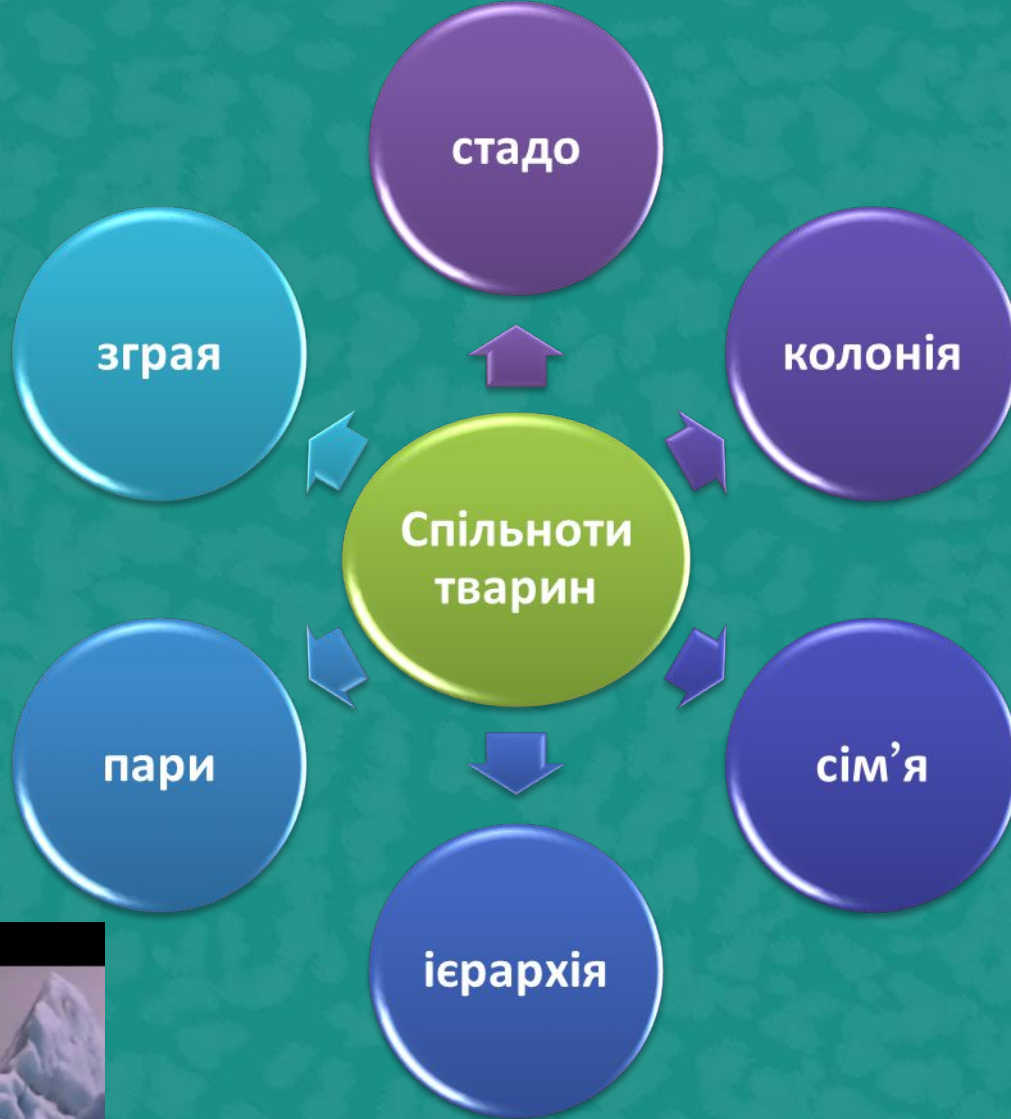 стадо
колонія
сім’я
ієрархія
пари
зграя
Спільноти
тварин